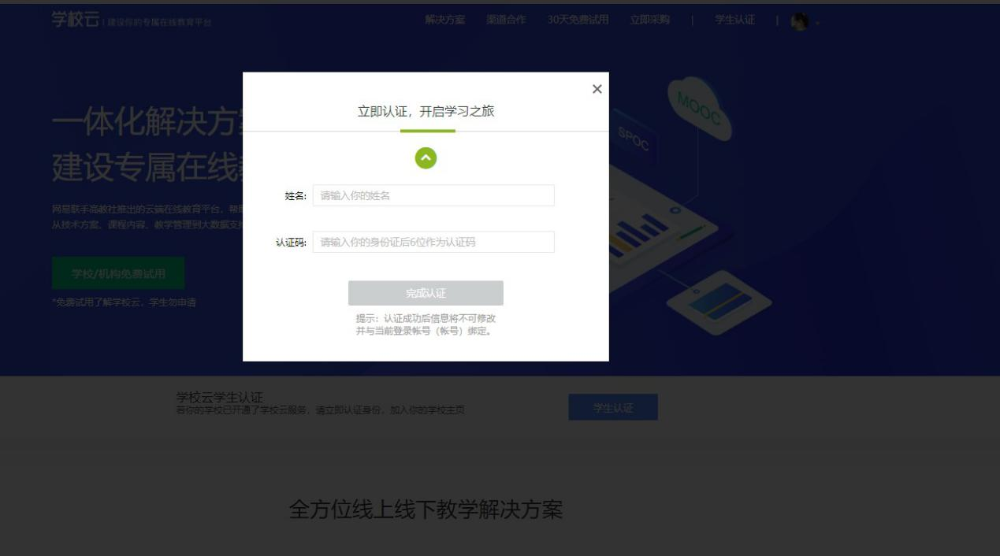 学校云 | 建设你的专属在线教育平台
解决方案 渠道合作 30天免费试用 立即采购 | 学生认证 |
×
立即认证，开启学习之旅
一体化解决方
建设专属在线
MOOC
SPOC
网易联手高教社推出的云端在线教育平台，帮
从技术方案、课程内容、教学管理到大数据支
姓名: 请输入你的姓名
认证码: 请输入你的身份证后6位作为认证码
学校/机构免费试用
完成认证
*免费试用了解学校云，学生勿申请
提示：认证成功后信息将不可修改
并与当前登录帐号（帐号）绑定。
学校云学生认证
若你的学校已开通了学校云服务，请立即认证身份，加入你的学校主页
学生认证
全方位线上线下教学解决方案